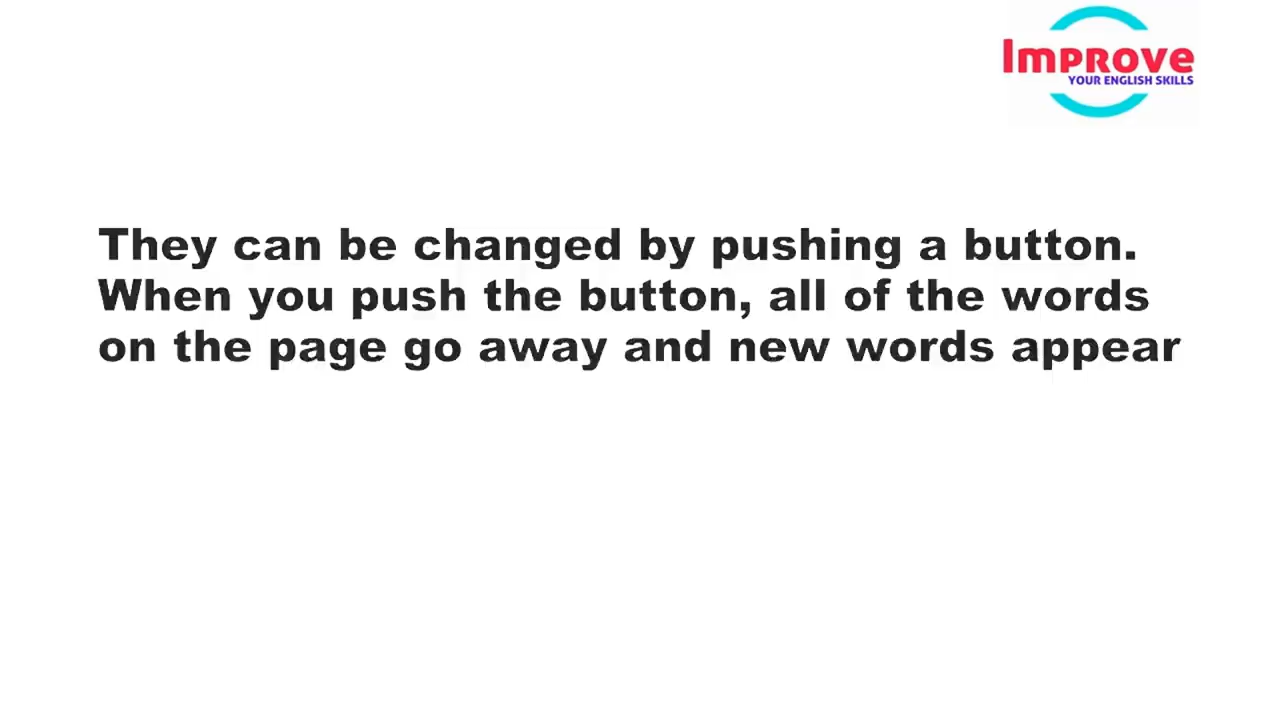 Improve
YOUR ENGLISH SKILLS
They can be changed by pushing a button.
When you push the button, all of the words
on the page go away and new words appear